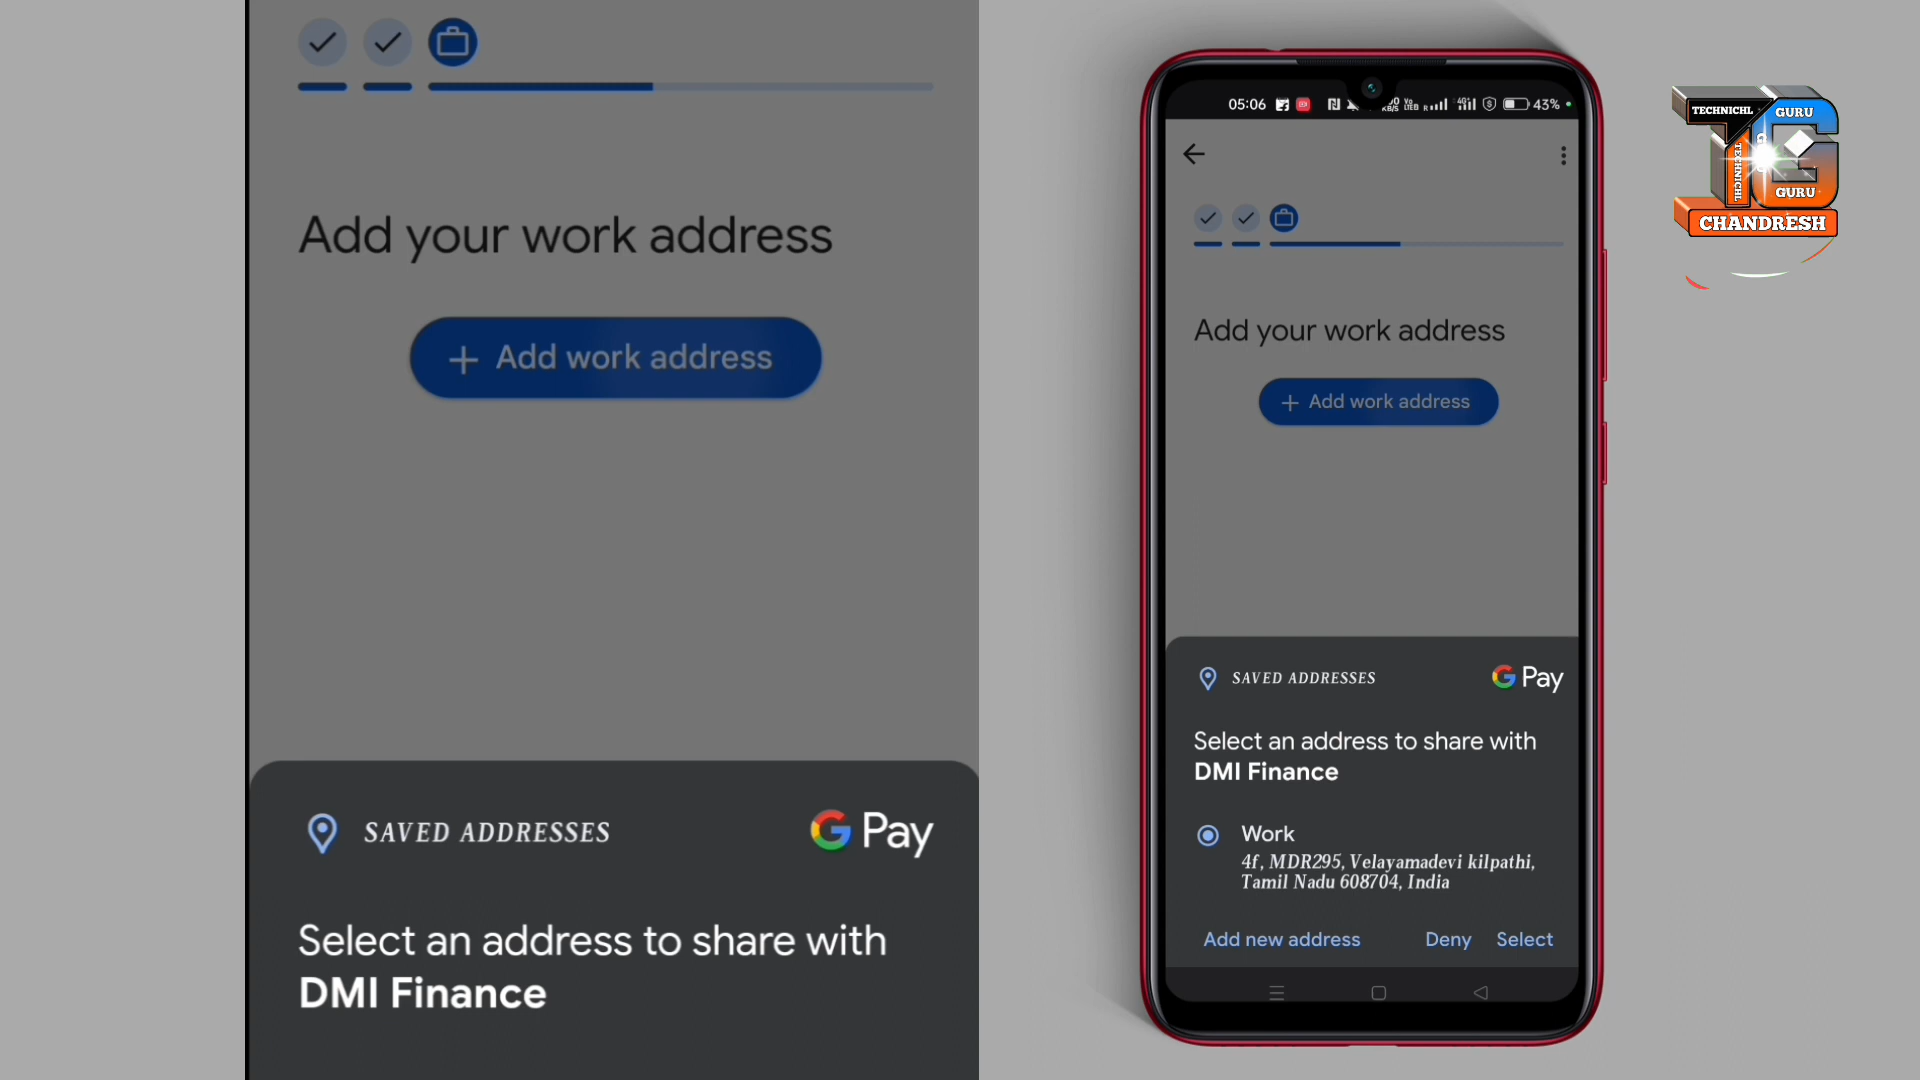 Add your work address
+ Add work address
SAVED ADDRESSES
G Pay
Select an address to share with
DMI Finance
05:06
43%
Add your work address
+ Add work address
SAVED ADDRESSES
G Pay
Select an address to share with
DMI Finance
Work
4f, MDR295, Velayamadevi kilpathi,
Tamil Nadu 608704, India
Add new address Deny Select
TECHNICHL GURU
TECHNICHL
GURU
CHANDRESH